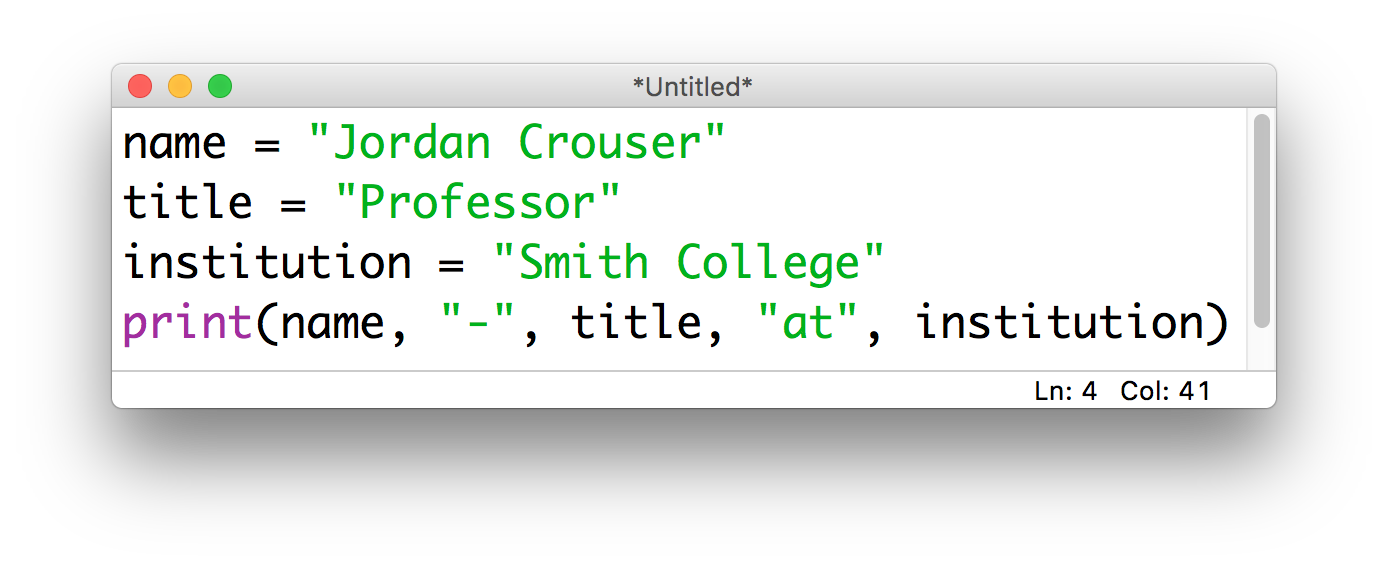 *Untitled*
name = "Jordan Crouser"
title = "Professor"
institution = "Smith College"
print(name, "-", title, "at", institution)
Ln: 4 Col: 41